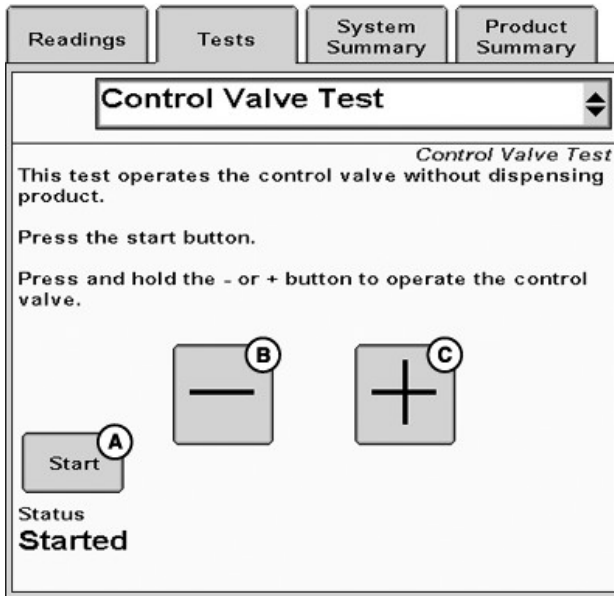 Readings
Tests
System
Summary
Product
Summary
Control Valve Test
Control Valve Test
This test operates the control valve without dispensing
product.
Press the start button.
Press and hold the - or + button to operate the control
valve.
B
C
A
Start
Status
Started